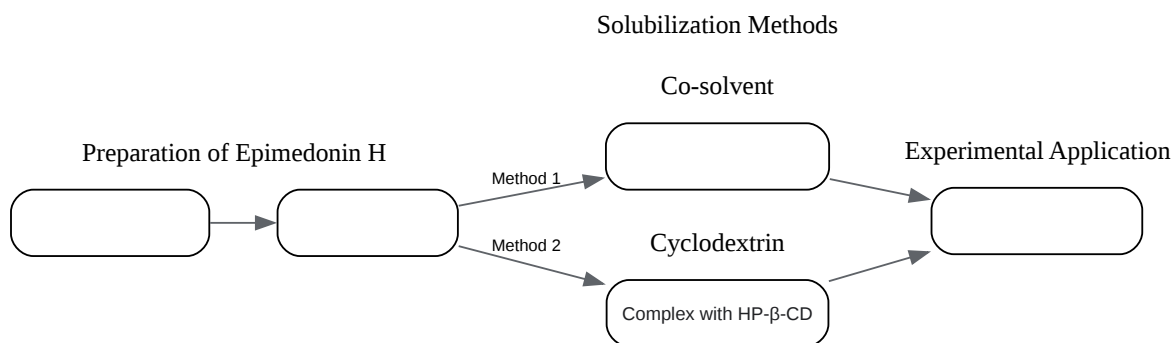 Solubilization Methods
Co-solvent
Preparation of Epimedonin H
Experimental Application
Method 1
Method 2
Cyclodextrin
Complex with HP-β-CD